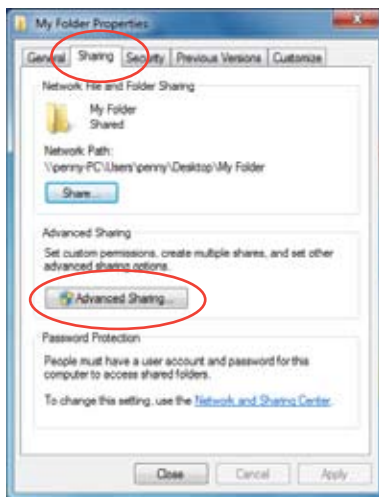 My Folder Properties
General Sharing Security Previous Versions Customize
Network File and Folder Sharing
My Folder
Shared
Network Path:
\\penny-PC\Users\penny\Desktop\My Folder
Share...
Advanced Sharing
Set custom permissions, create multiple shares, and set other
advanced sharing options.
Advanced Sharing...
Password Protection
People must have a user account and password for this
computer to access shared folders.
To change this setting, use the Network and Sharing Center.
Close Cancel Apply